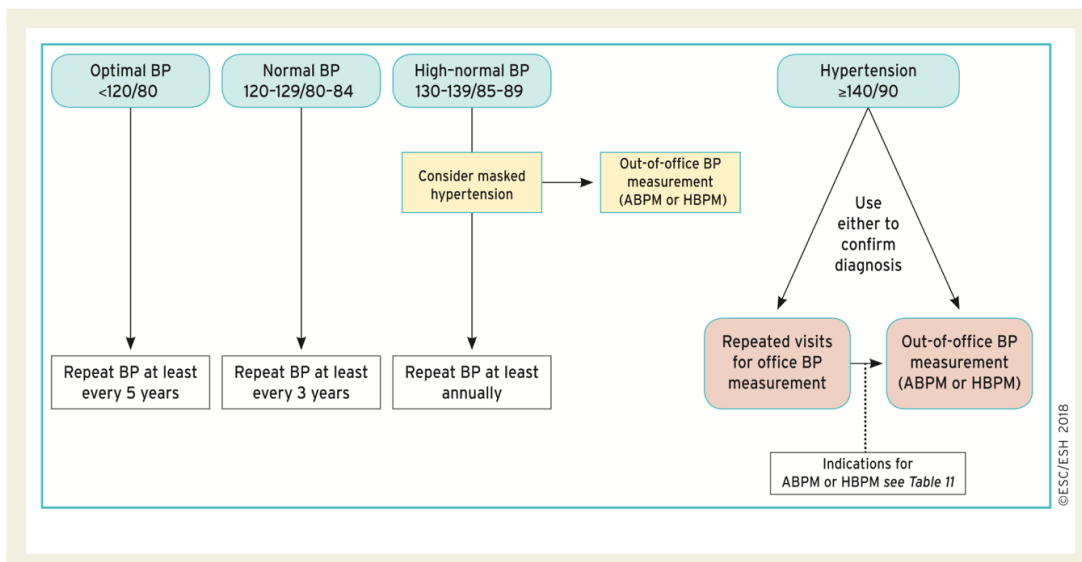 Optimal BP
<120/80
Normal BP
120–129/80–84
High–normal BP
130–139/85–89
Hypertension
≥140/90
Consider masked
hypertension
Out-of-office BP
measurement
(ABPM or HBPM)
Use
either to
confirm
diagnosis
Repeat BP at least
every 5 years
Repeat BP at least
every 3 years
Repeat BP at least
annually
Repeated visits
for office BP
measurement
Out-of-office BP
measurement
(ABPM or HBPM)
Indications for
ABPM or HBPM see Table 11
©ESC/ESH 2018